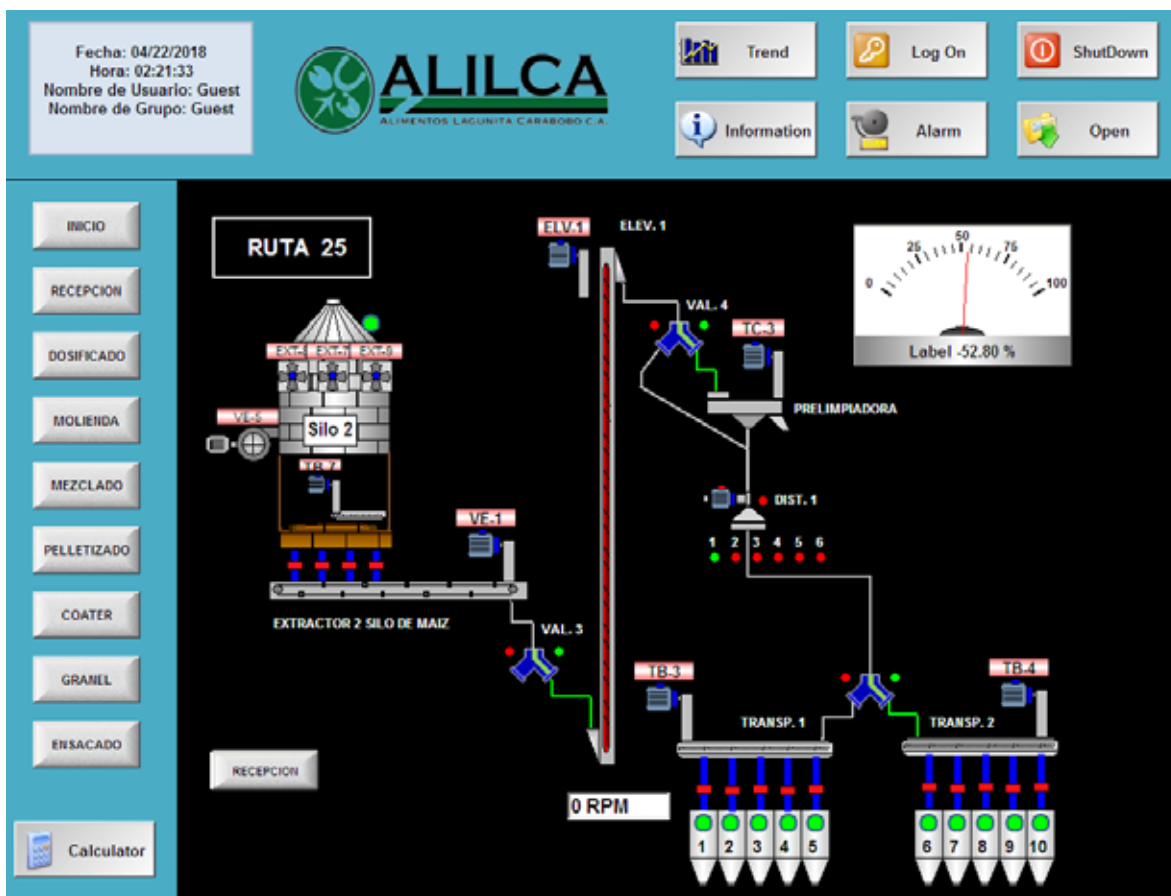 Fecha: 04/22/2018
Hora: 02:21:33
Nombre de Usuario: Guest
Nombre de Grupo: Guest
ALILCA
ALIMENTOS LAGUNITA CARABOBO C.A.
Trend
Log On
ShutDown
Information
Alarm
Open
INICIO
RECEPCION
DOSIFICADO
MOLIENDA
MEZCLADO
PELLETIZADO
COATER
GRANEL
ENSACADO
Calculator
RUTA 25
ELV-1
ELEV. 1
0 25 50 75 100
Label -52.80 %
VAL. 4
TC-3
PRELIMPIADORA
EXT-7 EXT-8
VE-5
Silo 2
TB-7
VE-1
DIST. 1
1 2 3 4 5 6
EXTRACTOR 2 SILO DE MAIZ
VAL. 3
TB-3
TB-4
TRANSP. 1
TRANSP. 2
RECEPCION
0 RPM
1 2 3 4 5
6 7 8 9 10